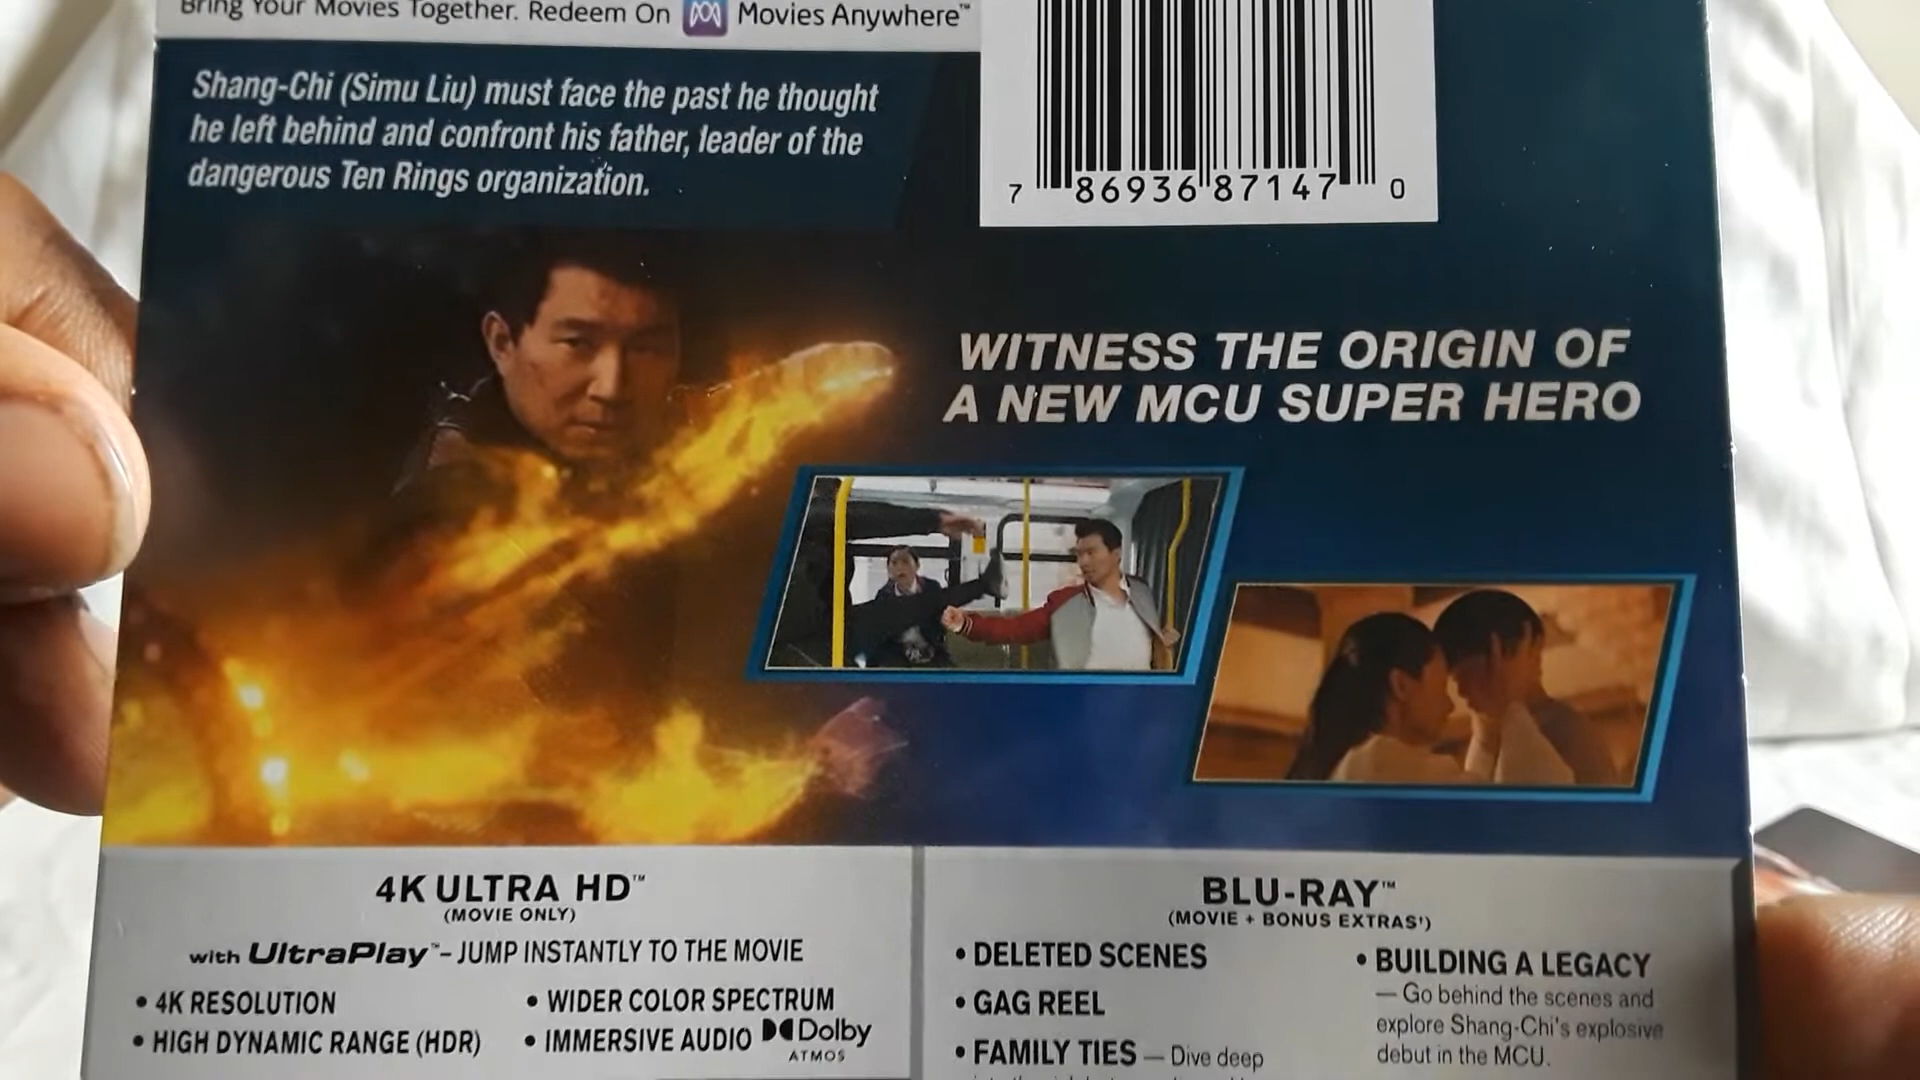 Bring Your Movies Together. Redeem On Movies Anywhere™
Shang-Chi (Simu Liu) must face the past he thought
he left behind and confront his father, leader of the
dangerous Ten Rings organization.
7 86936 87147 0
WITNESS THE ORIGIN OF
A NEW MCU SUPER HERO
4K ULTRA HD™
(MOVIE ONLY)
with UltraPlay™– JUMP INSTANTLY TO THE MOVIE
• 4K RESOLUTION
• HIGH DYNAMIC RANGE (HDR)
• WIDER COLOR SPECTRUM
• IMMERSIVE AUDIO Dolby
ATMOS
BLU-RAY™
(MOVIE + BONUS EXTRAS¹)
• DELETED SCENES
• GAG REEL
• FAMILY TIES — Dive deep
• BUILDING A LEGACY
— Go behind the scenes and
explore Shang-Chi's explosive
debut in the MCU.